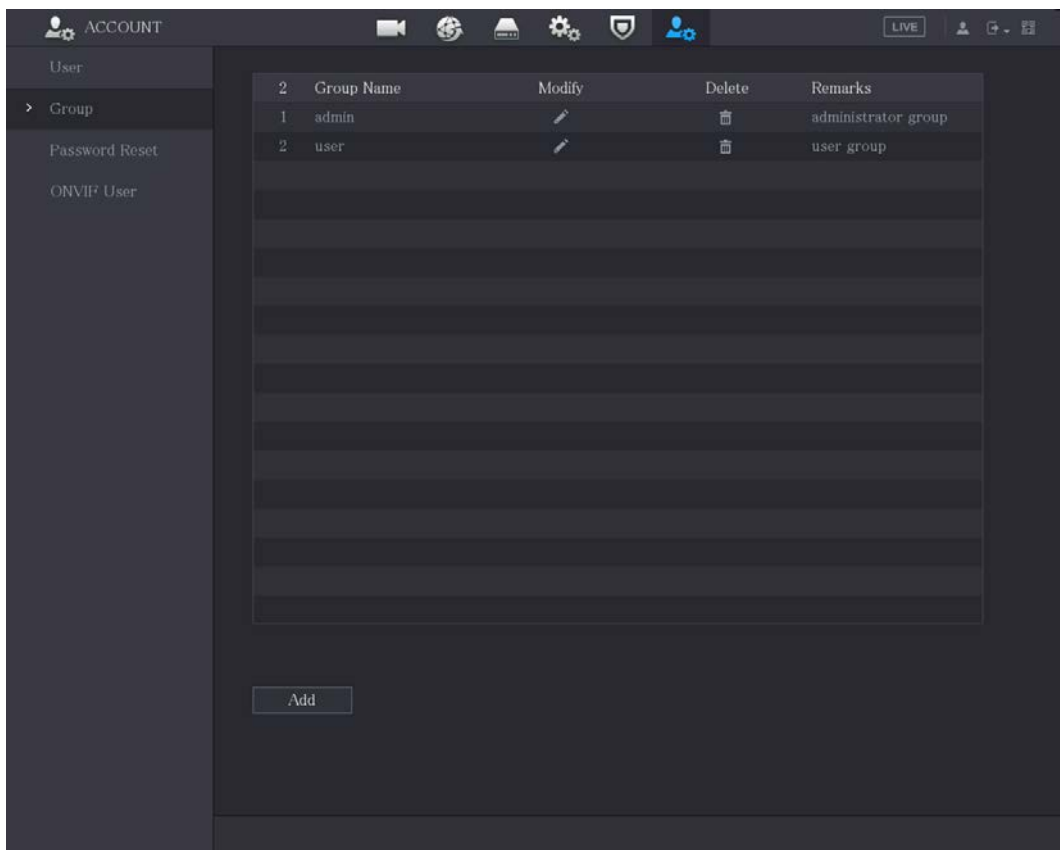 ACCOUNT LIVE
User
Group
Password Reset
ONVIF User
2 Group Name Modify Delete Remarks
1 admin administrator group
2 user user group
Add